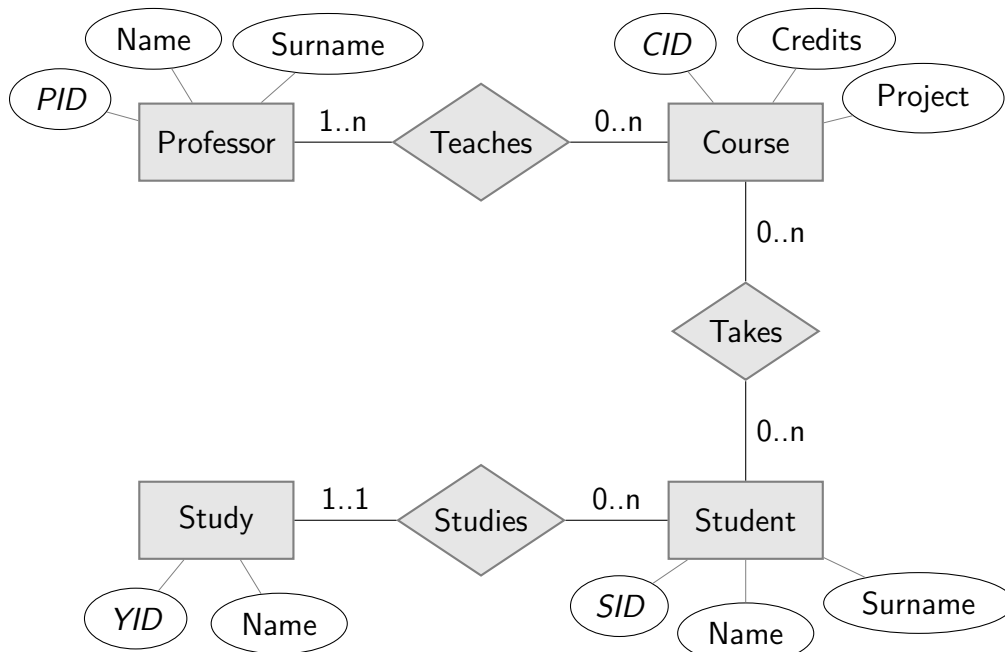 Name
Surname
CID
Credits
PID
Project
Professor
1..n
Teaches
0..n
Course
0..n
Takes
0..n
Study
1..1
Studies
0..n
Student
YID
Name
SID
Name
Surname